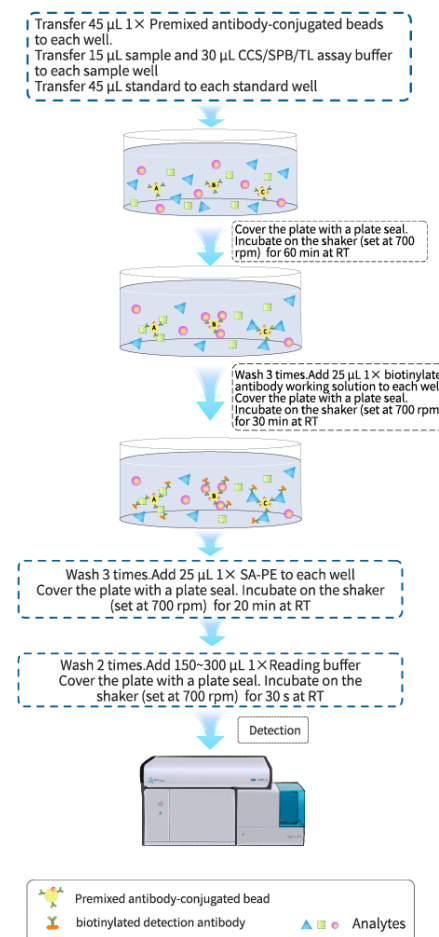 Transfer 45 μL 1× Premixed antibody-conjugated beads
to each well.
Transfer 15 μL sample and 30 μL CCS/SPB/TL assay buffer
to each sample well
Transfer 45 μL standard to each standard well
A
B
C
Cover the plate with a plate seal.
Incubate on the shaker (set at 700
rpm) for 60 min at RT
A
B
C
Wash 3 times.Add 25 μL 1× biotinylate
antibody working solution to each wel
Cover the plate with a plate seal.
Incubate on the shaker (set at 700 rpm
for 30 min at RT
A
B
C
Wash 3 times.Add 25 μL 1× SA-PE to each well
Cover the plate with a plate seal. Incubate on the shaker
(set at 700 rpm) for 20 min at RT
Wash 2 times.Add 150~300 μL 1×Reading buffer
Cover the plate with a plate seal. Incubate on the
shaker (set at 700 rpm) for 30 s at RT
Detection
Premixed antibody-conjugated bead
biotinylated detection antibody
Analytes